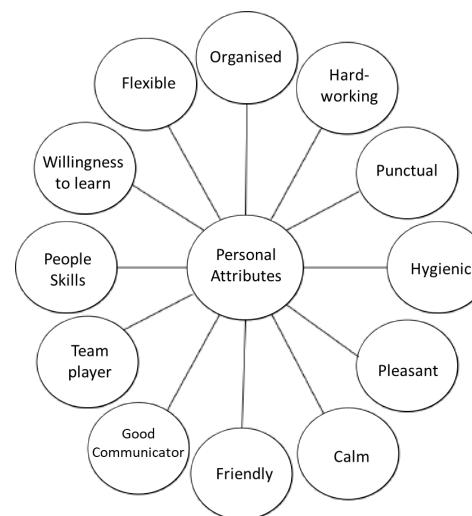 Organised
Hard-
working
Punctual
Hygienic
Pleasant
Calm
Friendly
Good
Communicator
Team
player
People
Skills
Willingness
to learn
Flexible
Personal
Attributes